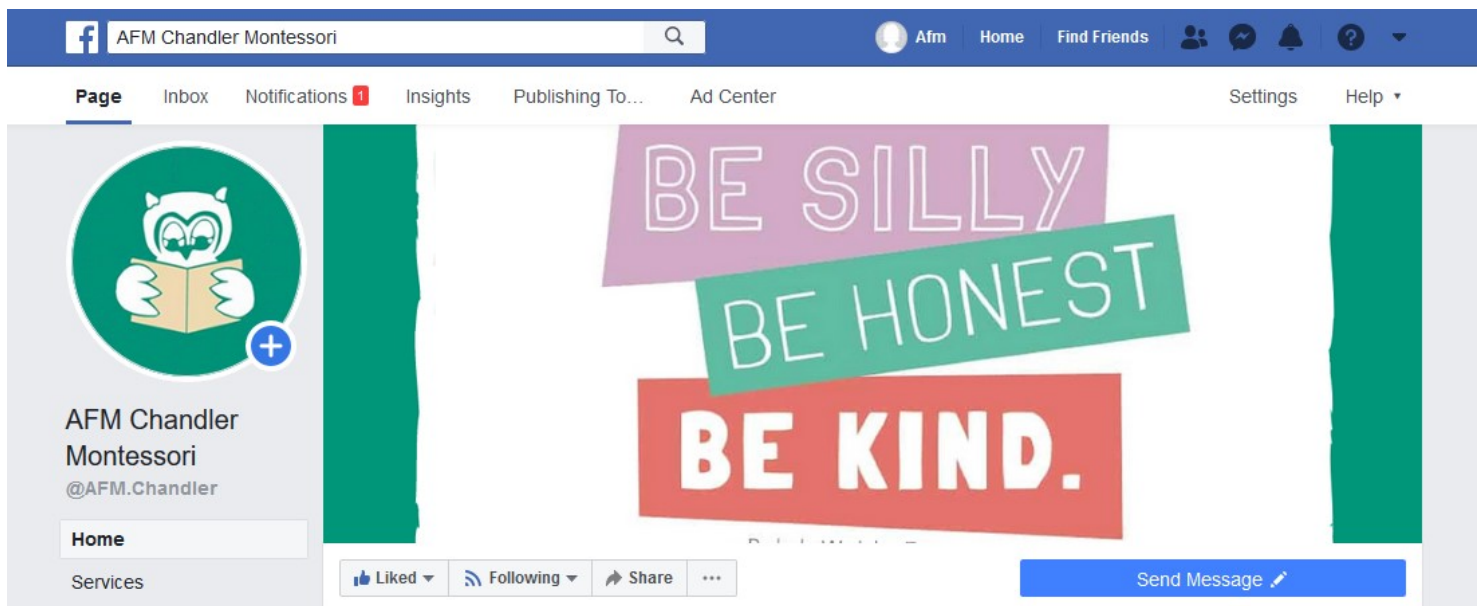 AFM Chandler Montessori
Afm Home Find Friends
Page Inbox Notifications 1 Insights Publishing To... Ad Center Settings Help
BE SILLY
BE HONEST
BE KIND.
AFM Chandler
Montessori
@AFM.Chandler
Home
Services
Liked Following Share
Send Message